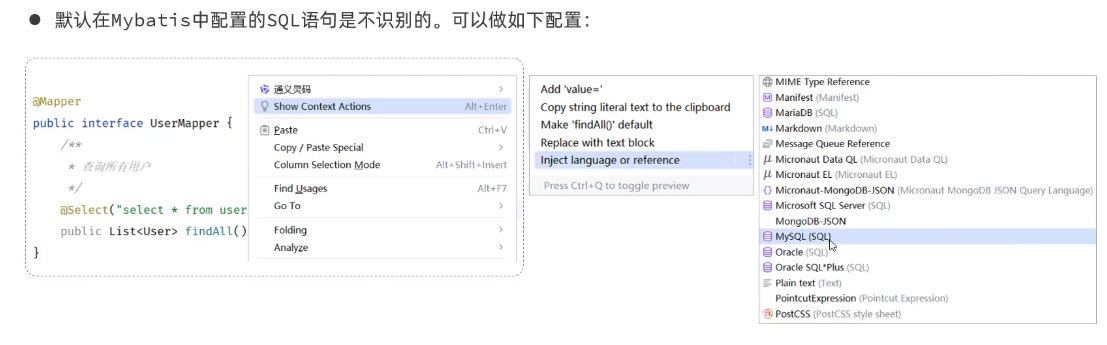 ● 默认在Mybatis中配置的SQL语句是不识别的。可以做如下配置：
@Mapper
public interface UserMapper {
/**
* 查询所有用户
*/
@Select("select * from user
public List<User> findAll()
}
通义灵码
Show Context Actions Alt+Enter
Paste Ctrl+V
Copy / Paste Special
Column Selection Mode Alt+Shift+Insert
Find Usages Alt+F7
Go To
Folding
Analyze
Add 'value='
Copy string literal text to the clipboard
Make 'findAll()' default
Replace with text block
Inject language or reference
Press Ctrl+Q to toggle preview
MIME Type Reference
Manifest (Manifest)
MariaDB (SQL)
Markdown (Markdown)
Message Queue Reference
Micronaut Data QL (Micronaut Data QL)
Micronaut EL (Micronaut EL)
Micronaut-MongoDB-JSON (Micronaut MongoDB JSON Query Language)
Microsoft SQL Server (SQL)
MongoDB-JSON
MySQL (SQL)
Oracle (SQL)
Oracle SQL*Plus (SQL)
Plain text (Text)
PointcutExpression (Pointcut Expression)
PostCSS (PostCSS style sheet)